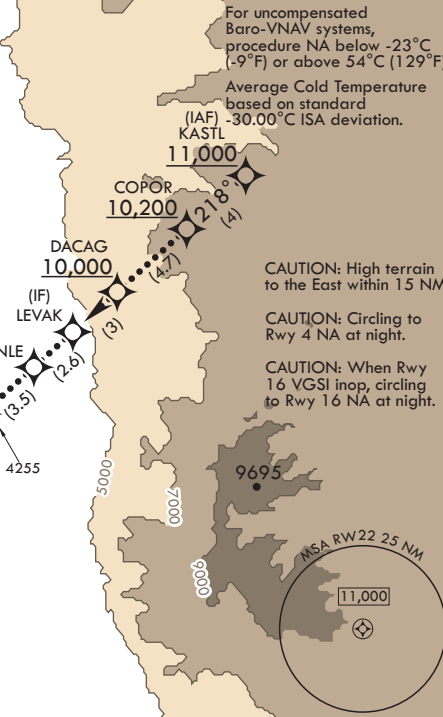 For uncompensated
Baro-VNAV systems,
procedure NA below -23°C
(-9°F) or above 54°C (129°F)
Average Cold Temperature
based on standard
-30.00°C ISA deviation.
(IAF)
KASTL
11,000
COPOR
10,200
218°
(4)
(4.7)
DACAG
10,000
(3)
(IF)
LEVAK
(2.6)
NLE
(3.5)
4255
CAUTION: High terrain
to the East within 15 NM
CAUTION: Circling to
Rwy 4 NA at night.
CAUTION: When Rwy
16 VGSI inop, circling
to Rwy 16 NA at night.
5000
7000
9695
9000
MSA RW22 25 NM
11,000